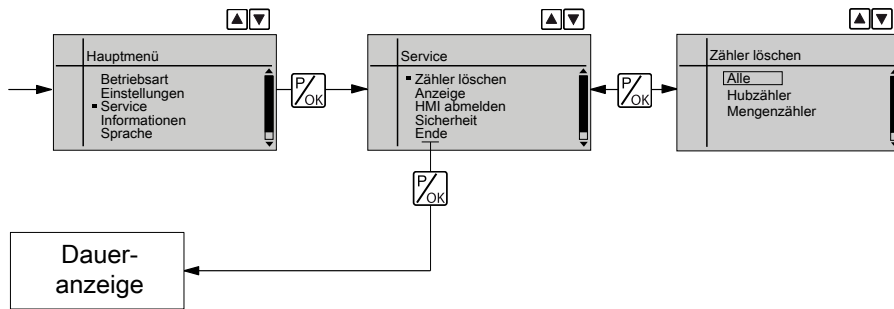 Hauptmenü
Betriebsart
Einstellungen
Service
Informationen
Sprache
P/OK
Service
Zähler löschen
Anzeige
HMI abmelden
Sicherheit
Ende
P/OK
Zähler löschen
Alle
Hubzähler
Mengenzähler
P/OK
Dauer-
anzeige